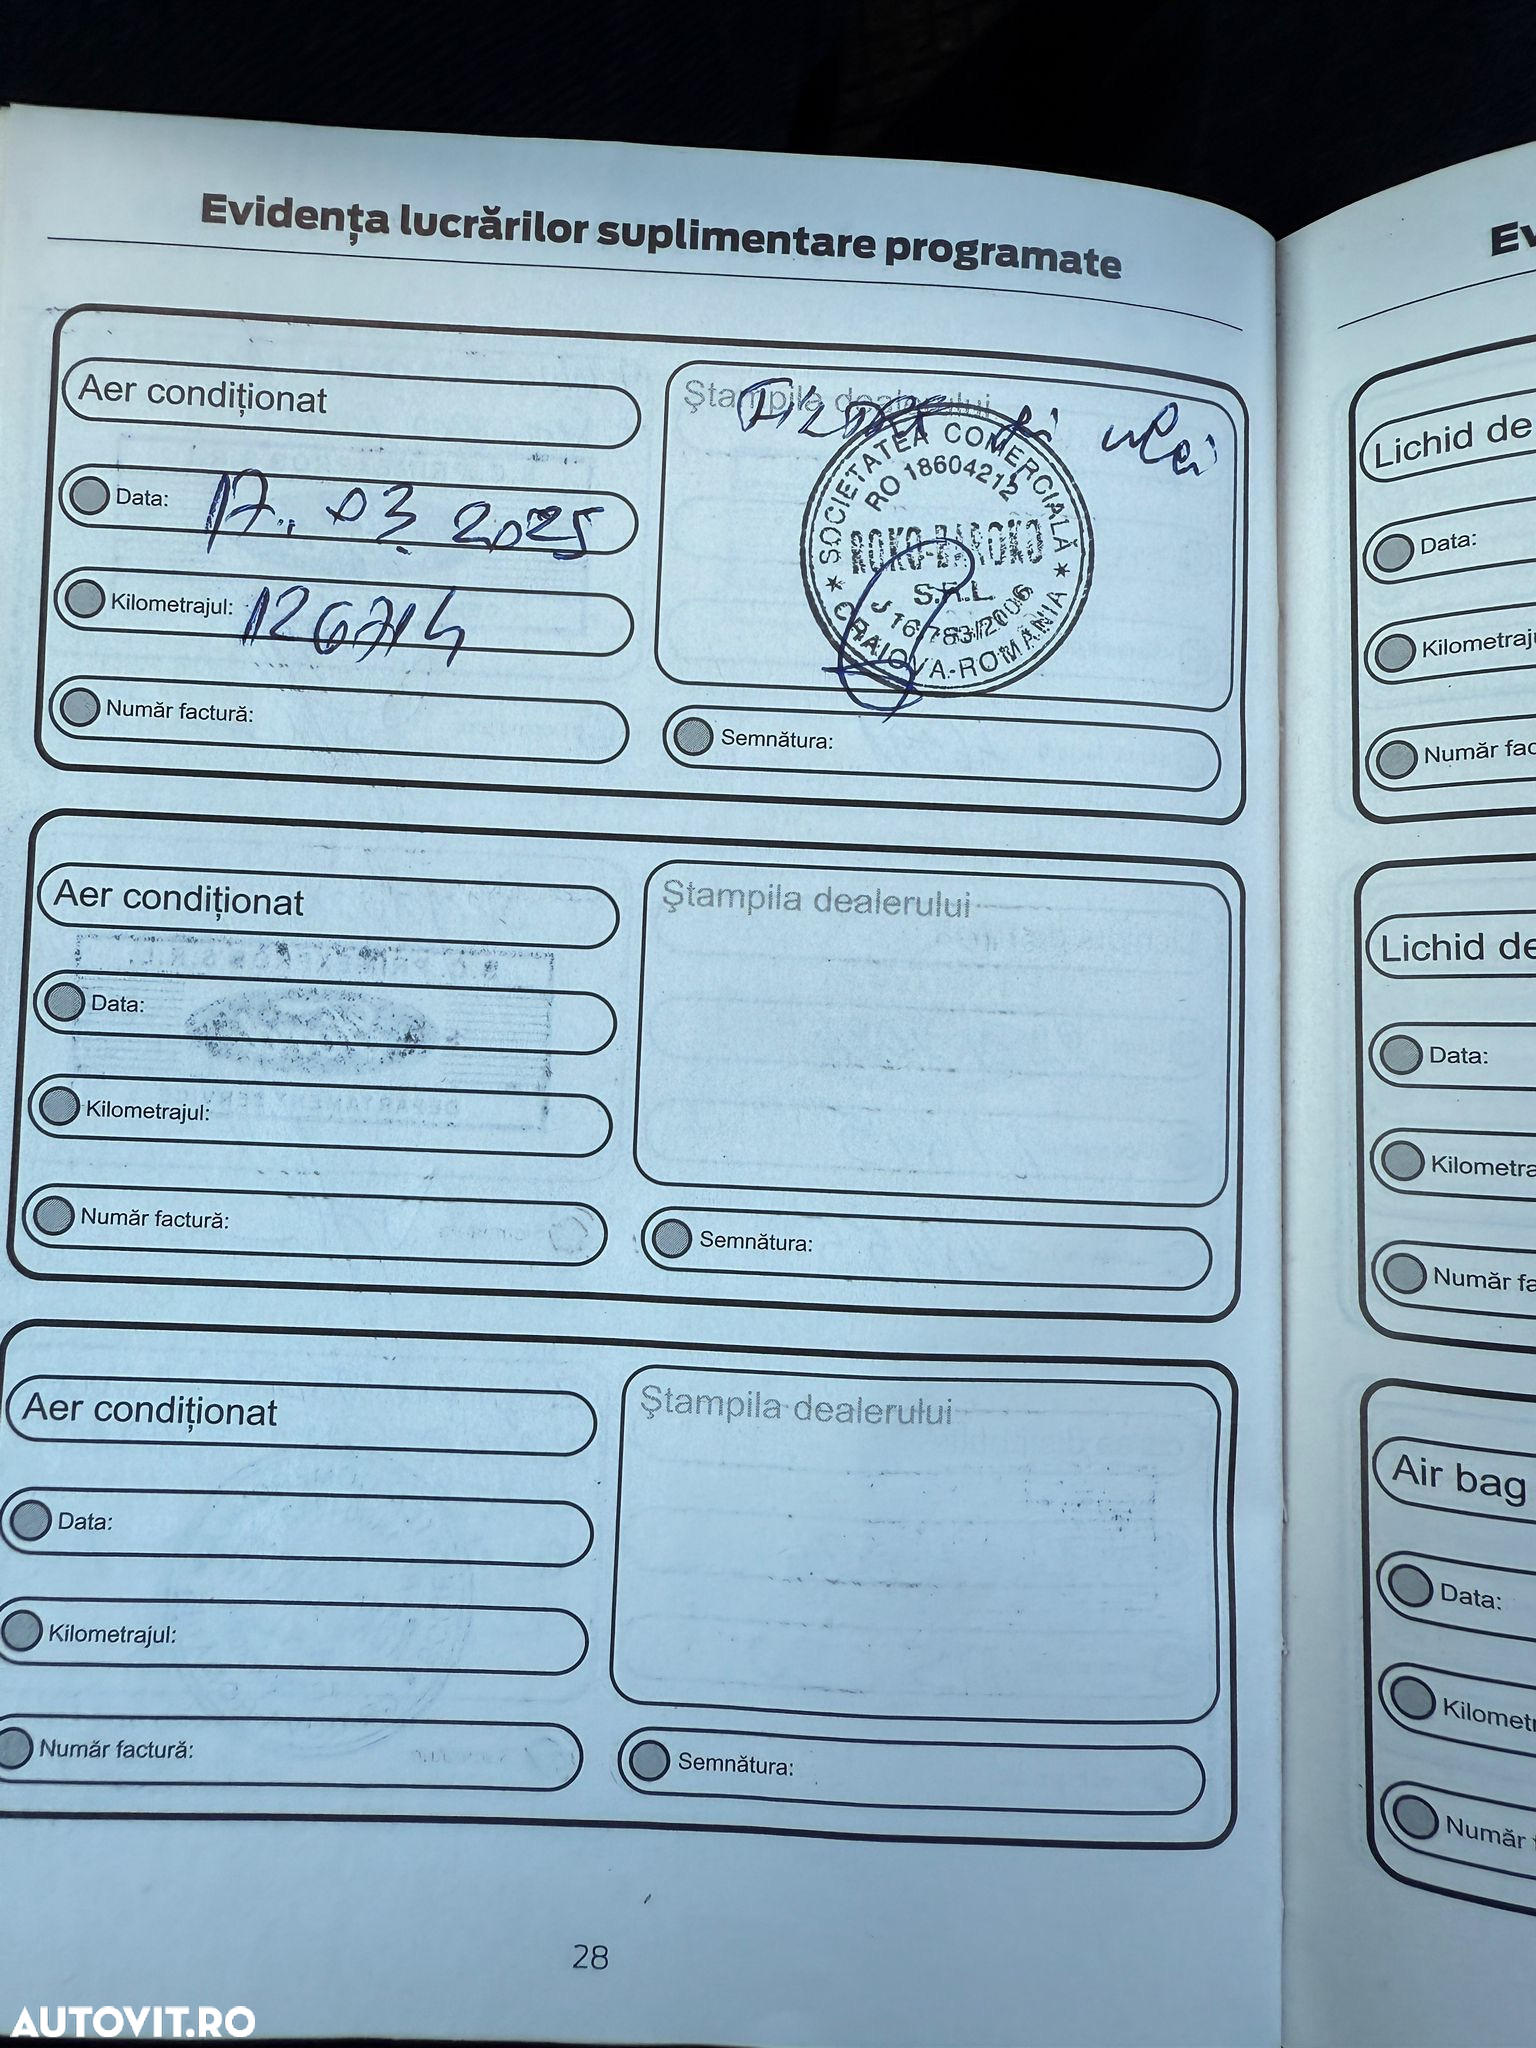 Evidența lucrărilor suplimentare programate
Aer condiționat
Data: 17.03.2025
Kilometrajul: 126714
Număr factură:
Ștampila dealerului
și ulei
SOCIETATEA COMERCIALĂ
RO 18604212
ROKO-BAROKO
S.R.L
J 16/783/2006
CRAIOVA-ROMÂNIA
Semnătura:
Aer condiționat
Data:
Kilometrajul:
Număr factură:
Ștampila dealerului
Semnătura:
Aer condiționat
Data:
Kilometrajul:
Număr factură:
Ștampila dealerului
Semnătura:
28
Ev
Lichid de
Data:
Kilometraj
Număr fac
Lichid de
Data:
Kilometra
Număr fa
Air bag
Data:
Kilomet
Număr
AUTOVIT.RO